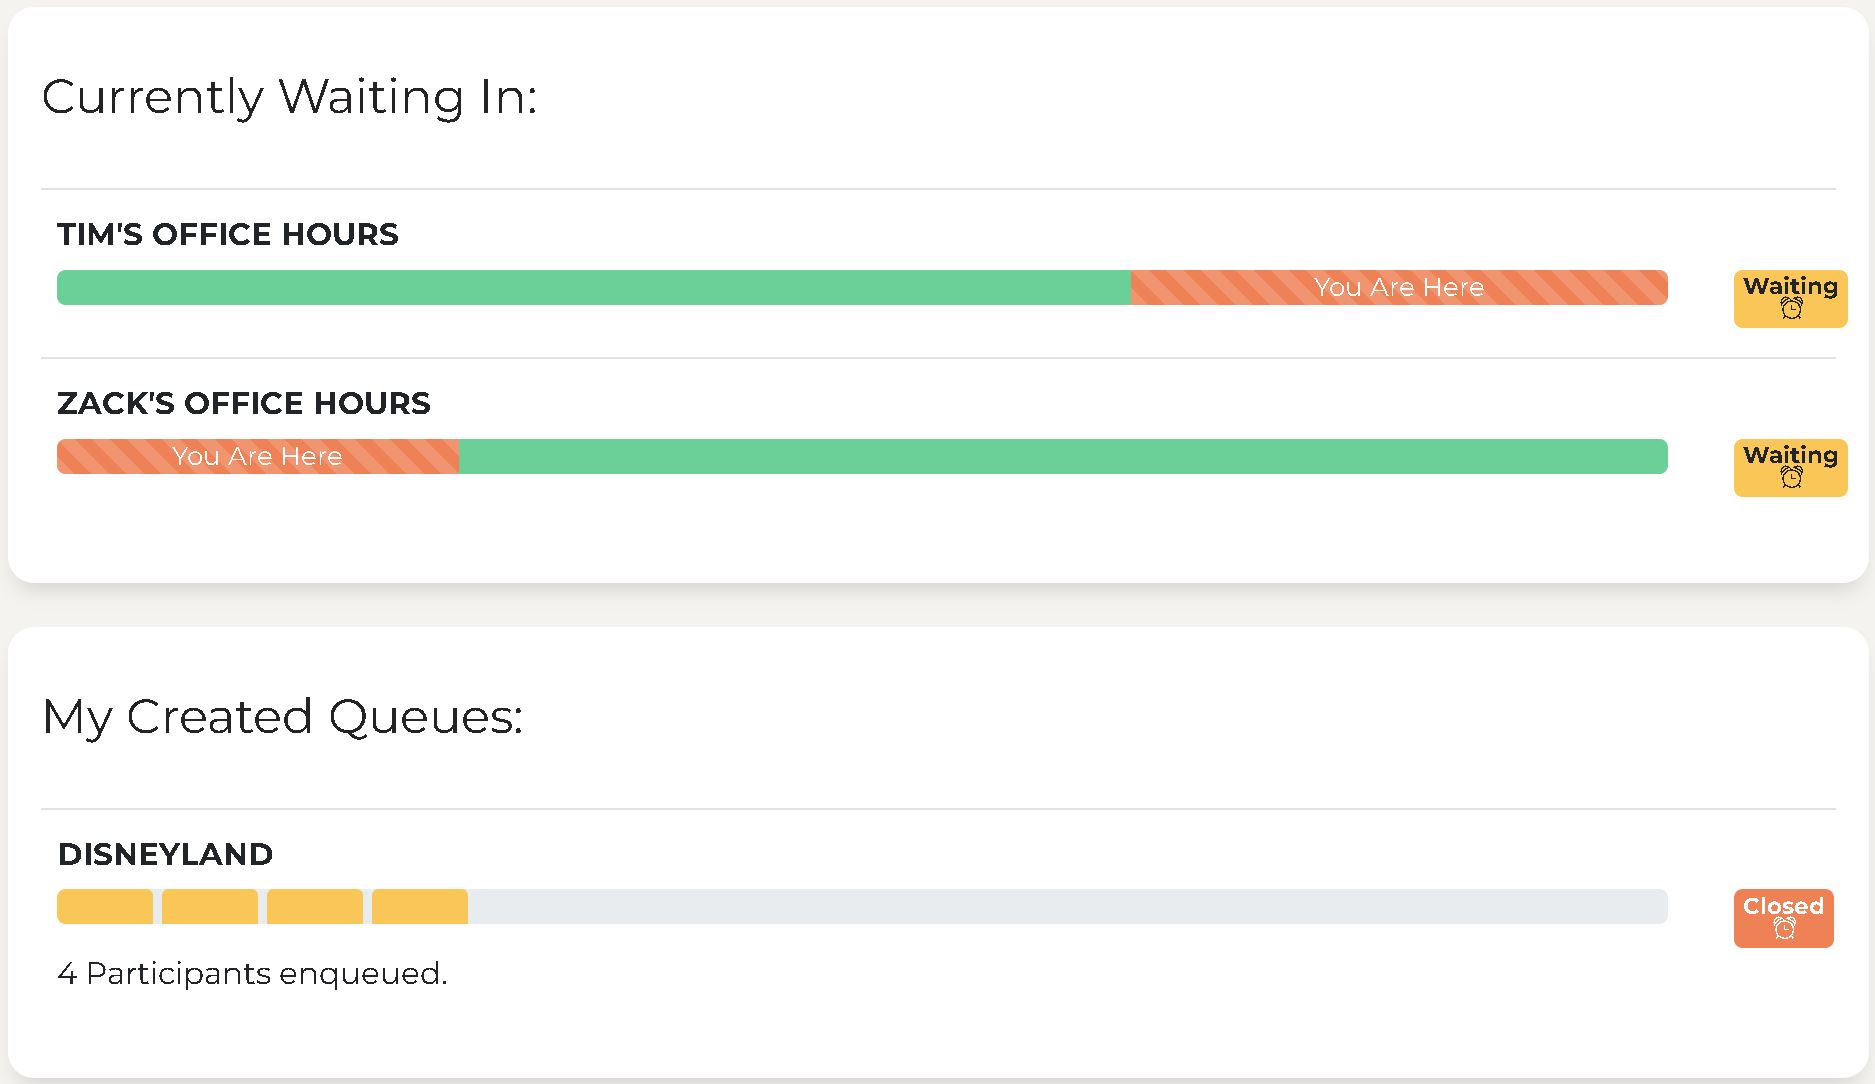 Currently Waiting In:
TIM'S OFFICE HOURS
You Are Here
Waiting
ZACK'S OFFICE HOURS
You Are Here
Waiting
My Created Queues:
DISNEYLAND
Closed
4 Participants enqueued.